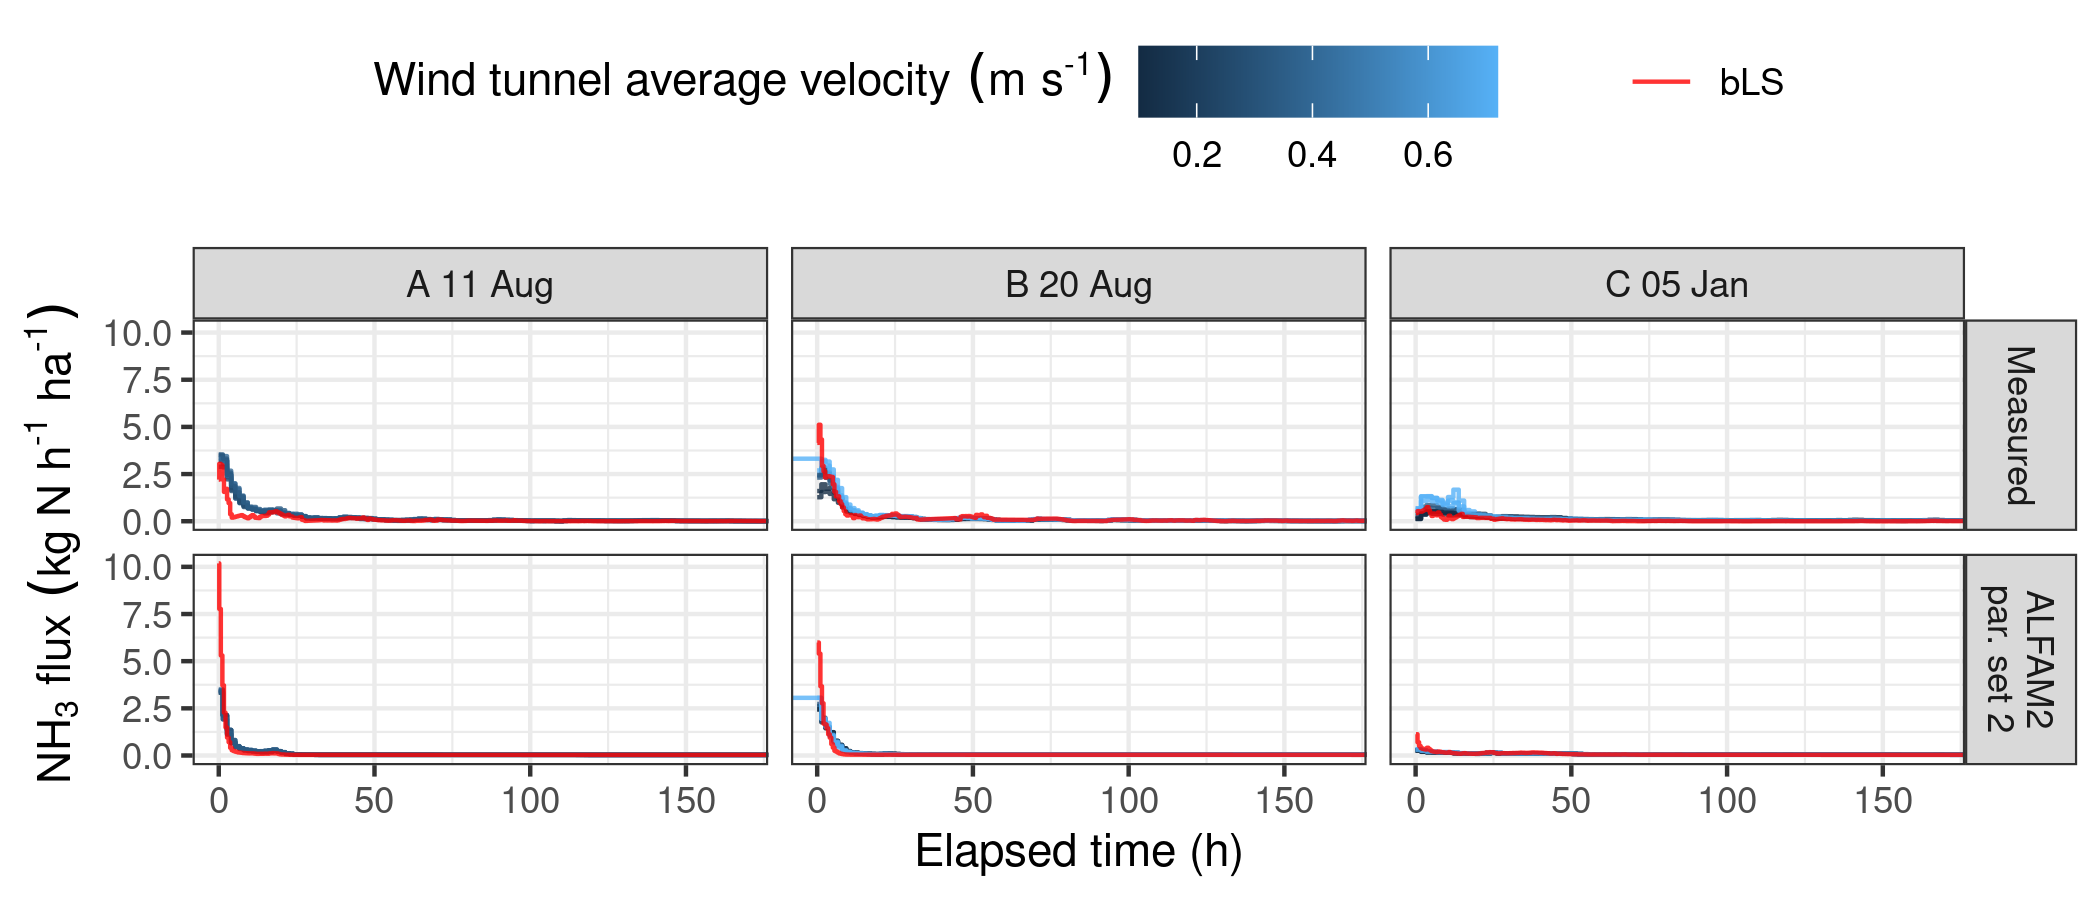 Wind tunnel average velocity (m s⁻¹)
0.2 0.4 0.6
bLS
A 11 Aug
B 20 Aug
C 05 Jan
NH₃ flux (kg N h⁻¹ ha⁻¹)
10.0
7.5
5.0
2.5
0.0
Measured
10.0
7.5
5.0
2.5
0.0
ALFAM2
par. set 2
0 50 100 150
0 50 100 150
0 50 100 150
Elapsed time (h)